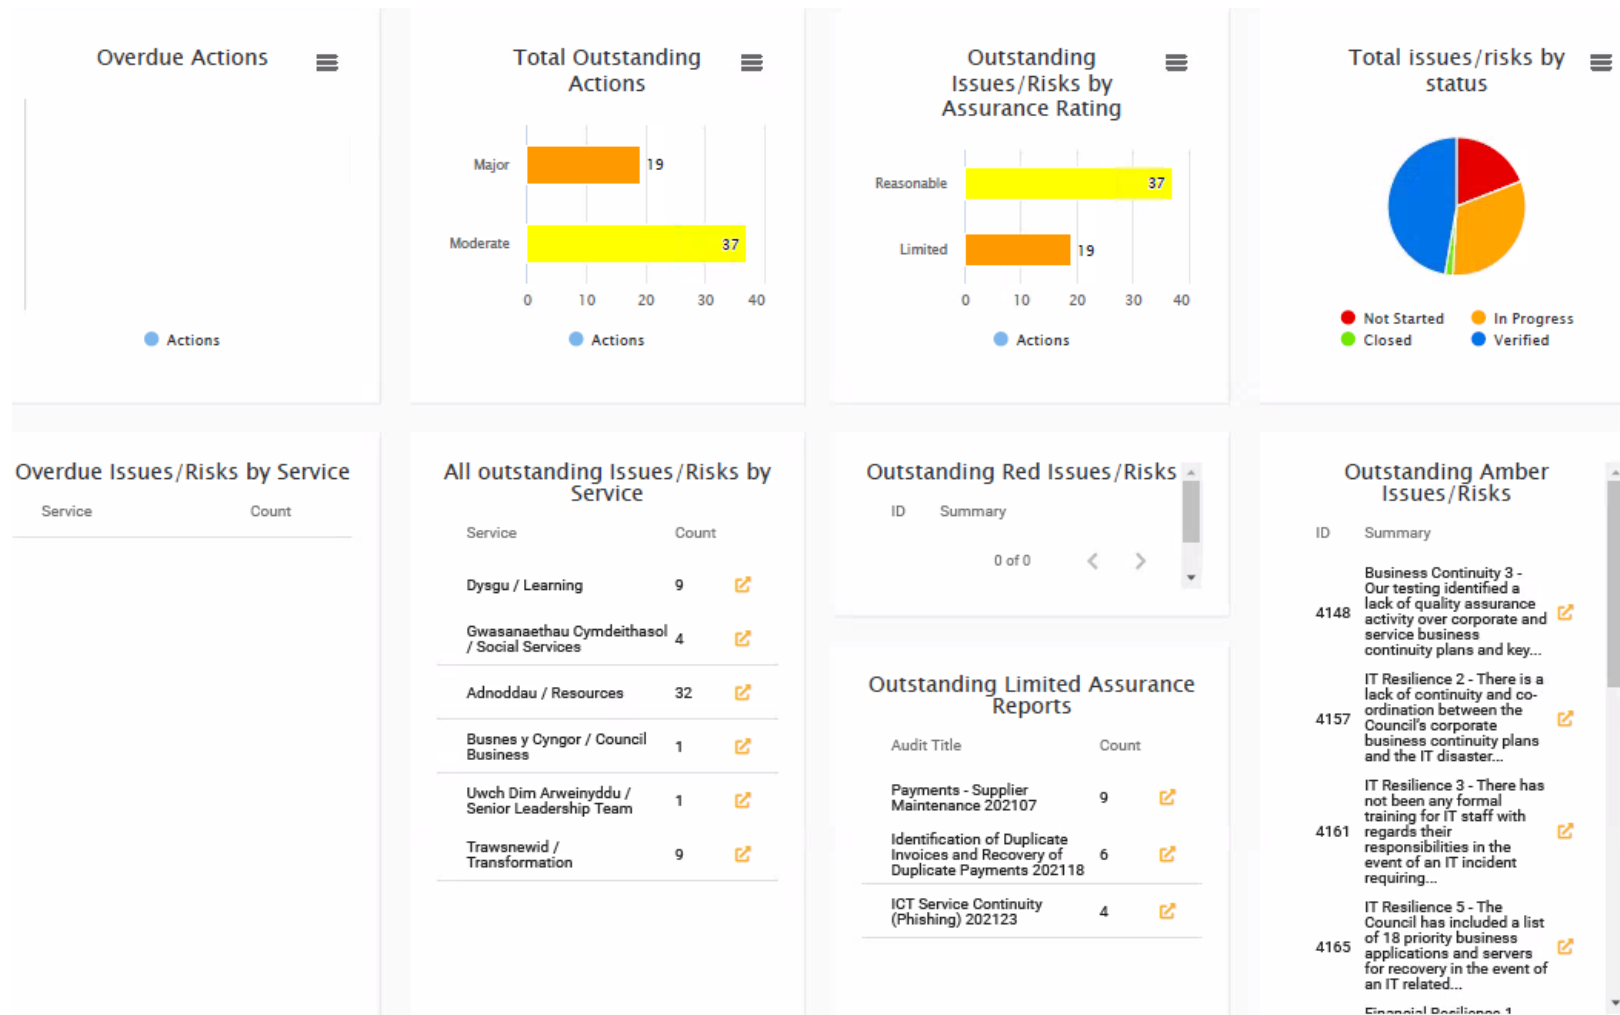 Overdue Actions
Actions
Total Outstanding
Actions
Major
19
Moderate
37
0 10 20 30 40
Actions
Outstanding
Issues/Risks by
Assurance Rating
Reasonable
37
Limited
19
0 10 20 30 40
Actions
Total issues/risks by
status
Not Started In Progress
Closed Verified
Overdue Issues/Risks by Service
Service Count
All outstanding Issues/Risks by
Service
Service Count
Dysgu / Learning 9
Gwasanaethau Cymdeithasol
/ Social Services 4
Adnoddau / Resources 32
Busnes y Cyngor / Council
Business 1
Uwch Dim Arweinyddu /
Senior Leadership Team 1
Trawsnewid /
Transformation 9
Outstanding Red Issues/Risks
ID Summary
0 of 0
Outstanding Limited Assurance
Reports
Audit Title Count
Payments - Supplier
Maintenance 202107 9
Identification of Duplicate
Invoices and Recovery of 6
Duplicate Payments 202118
ICT Service Continuity
(Phishing) 202123 4
Outstanding Amber
Issues/Risks
ID Summary
Business Continuity 3 -
Our testing identified a
lack of quality assurance
4148 activity over corporate and
service business
continuity plans and key...
IT Resilience 2 - There is a
lack of continuity and co-
ordination between the
4157 Council's corporate
business continuity plans
and the IT disaster...
IT Resilience 3 - There has
not been any formal
training for IT staff with
4161 regards their
responsibilities in the
event of an IT incident
requiring...
IT Resilience 5 - The
Council has included a list
of 18 priority business
4165 applications and servers
for recovery in the event of
an IT related...
Financial Resilience 1